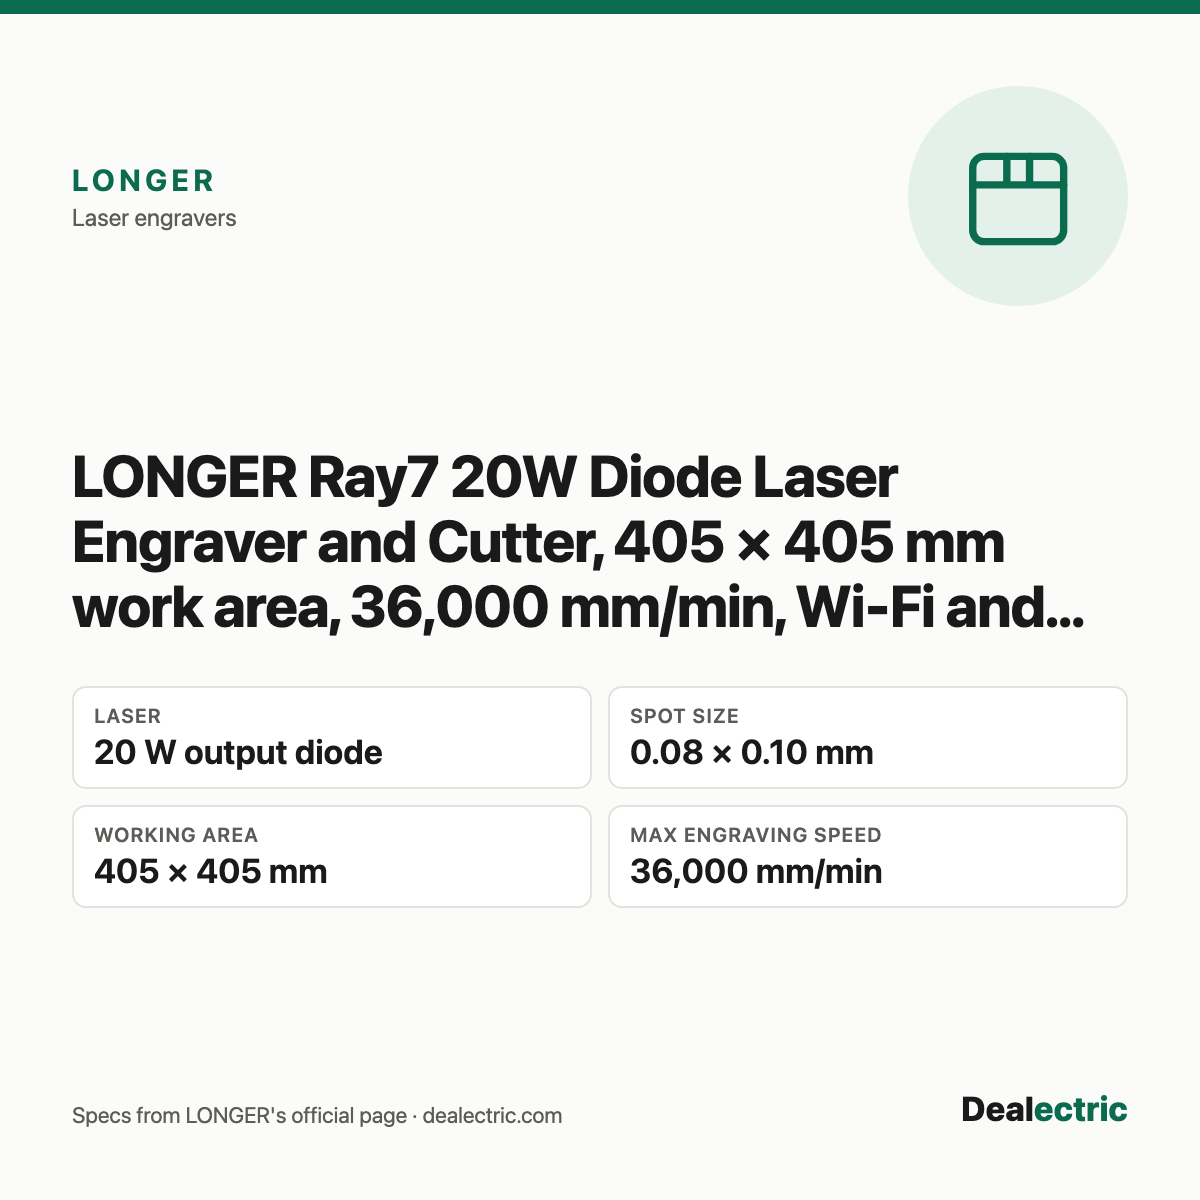 LONGER
Laser engravers
LONGER Ray7 20W Diode Laser
Engraver and Cutter, 405 × 405 mm
work area, 36,000 mm/min, Wi-Fi and...
LASER
20 W output diode
SPOT SIZE
0.08 × 0.10 mm
WORKING AREA
405 × 405 mm
MAX ENGRAVING SPEED
36,000 mm/min
Specs from LONGER's official page · dealectric.com
Dealectric